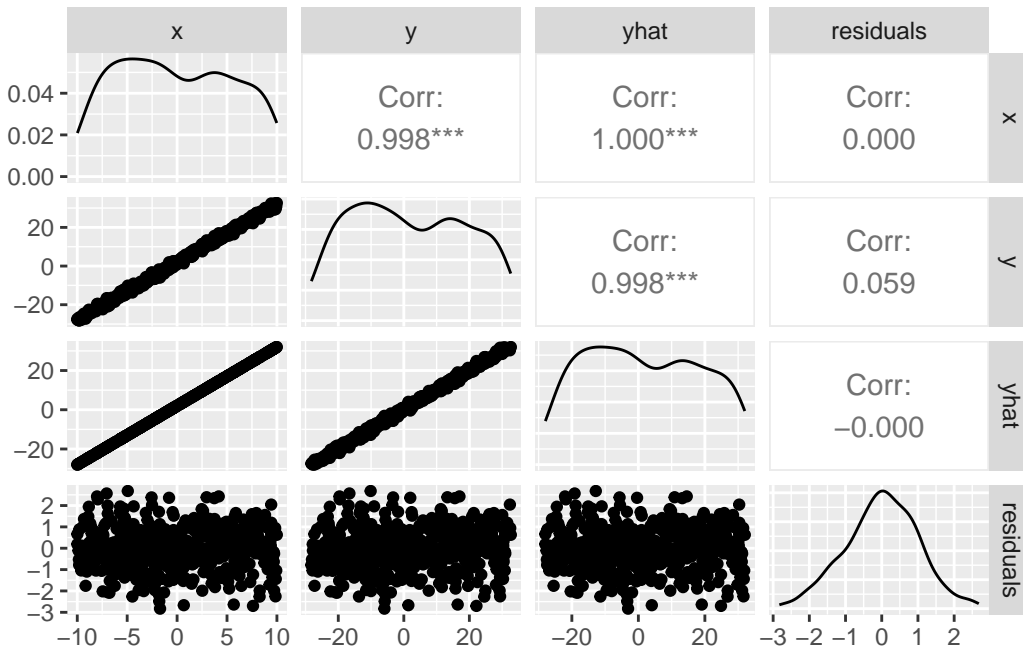 x
y
yhat
residuals
0.04
0.02
0.00
Corr:
0.998***
Corr:
1.000***
Corr:
0.000
x
20
0
−20
Corr:
0.998***
Corr:
0.059
y
20
0
−20
Corr:
−0.000
yhat
2
1
0
−1
−2
−3
residuals
−10 −5 0 5 10
−20 0 20
−20 0 20
−3 −2 −1 0 1 2